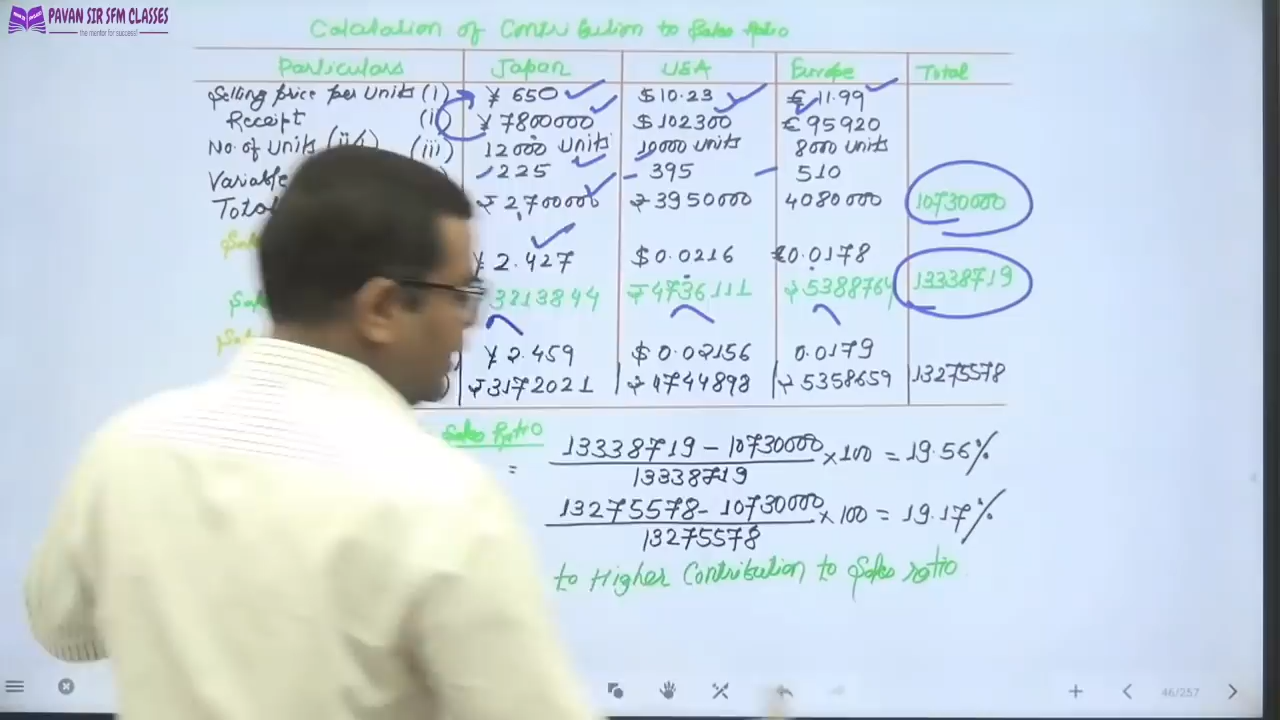 PAVAN SIR SFM CLASSES
the mentor for success!
Calculation of Contribution to Sales Ratio
Particulars Japan USA Europe Total
Selling price per Units (i) ¥ 650 $ 10.23 € 11.99
Receipt (ii) ¥ 7800000 $ 102300 € 95920
No. of units (ii/i) (iii) 12000 units 10000 units 8000 units
Variable 225 395 510
Total ₹ 2700000 ₹ 3950000 4080000 10730000
¥ 2.427 $ 0.0216 €0.0178
3213844 ₹ 4736111 ₹ 5388764 13338719
¥ 2.459 $ 0.02156 0.0179
₹ 3172021 ₹ 4744898 ₹ 5358659 13275578
Sales Ratio
= 13338719 - 10730000 / 13338719 × 100 = 19.56%
13275578 - 10730000 / 13275578 × 100 = 19.17%
to Higher Contribution to Sales ratio
46/257